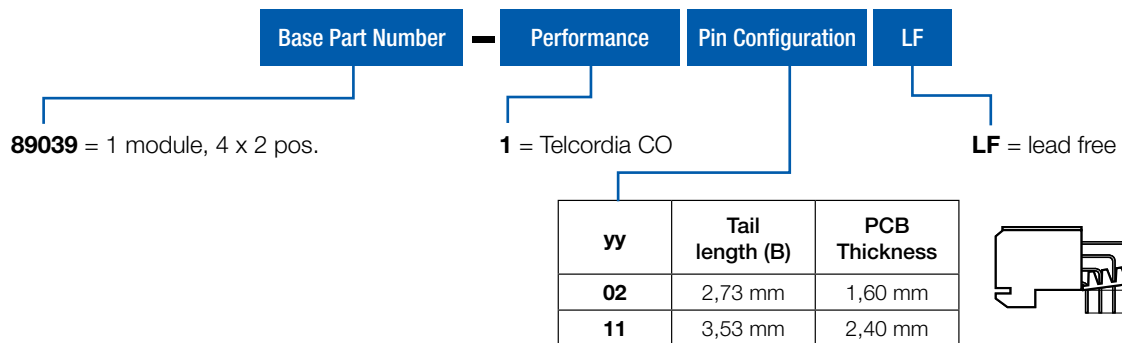 Base Part Number - Performance Pin Configuration LF
89039 = 1 module, 4 x 2 pos. 1 = Telcordia CO LF = lead free
yy Tail length (B) PCB Thickness
02 2,73 mm 1,60 mm
11 3,53 mm 2,40 mm